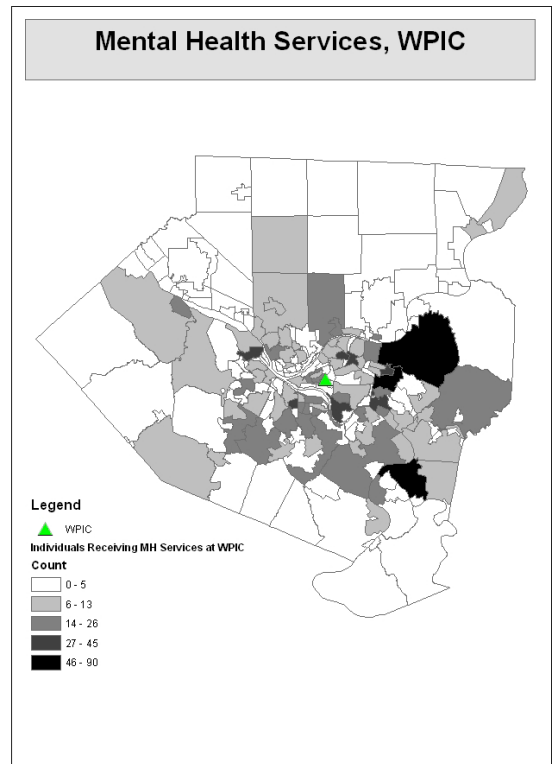 Mental Health Services, WPIC
Legend
WPIC
Individuals Receiving MH Services at WPIC
Count
0 - 5
6 - 13
14 - 26
27 - 45
46 - 90